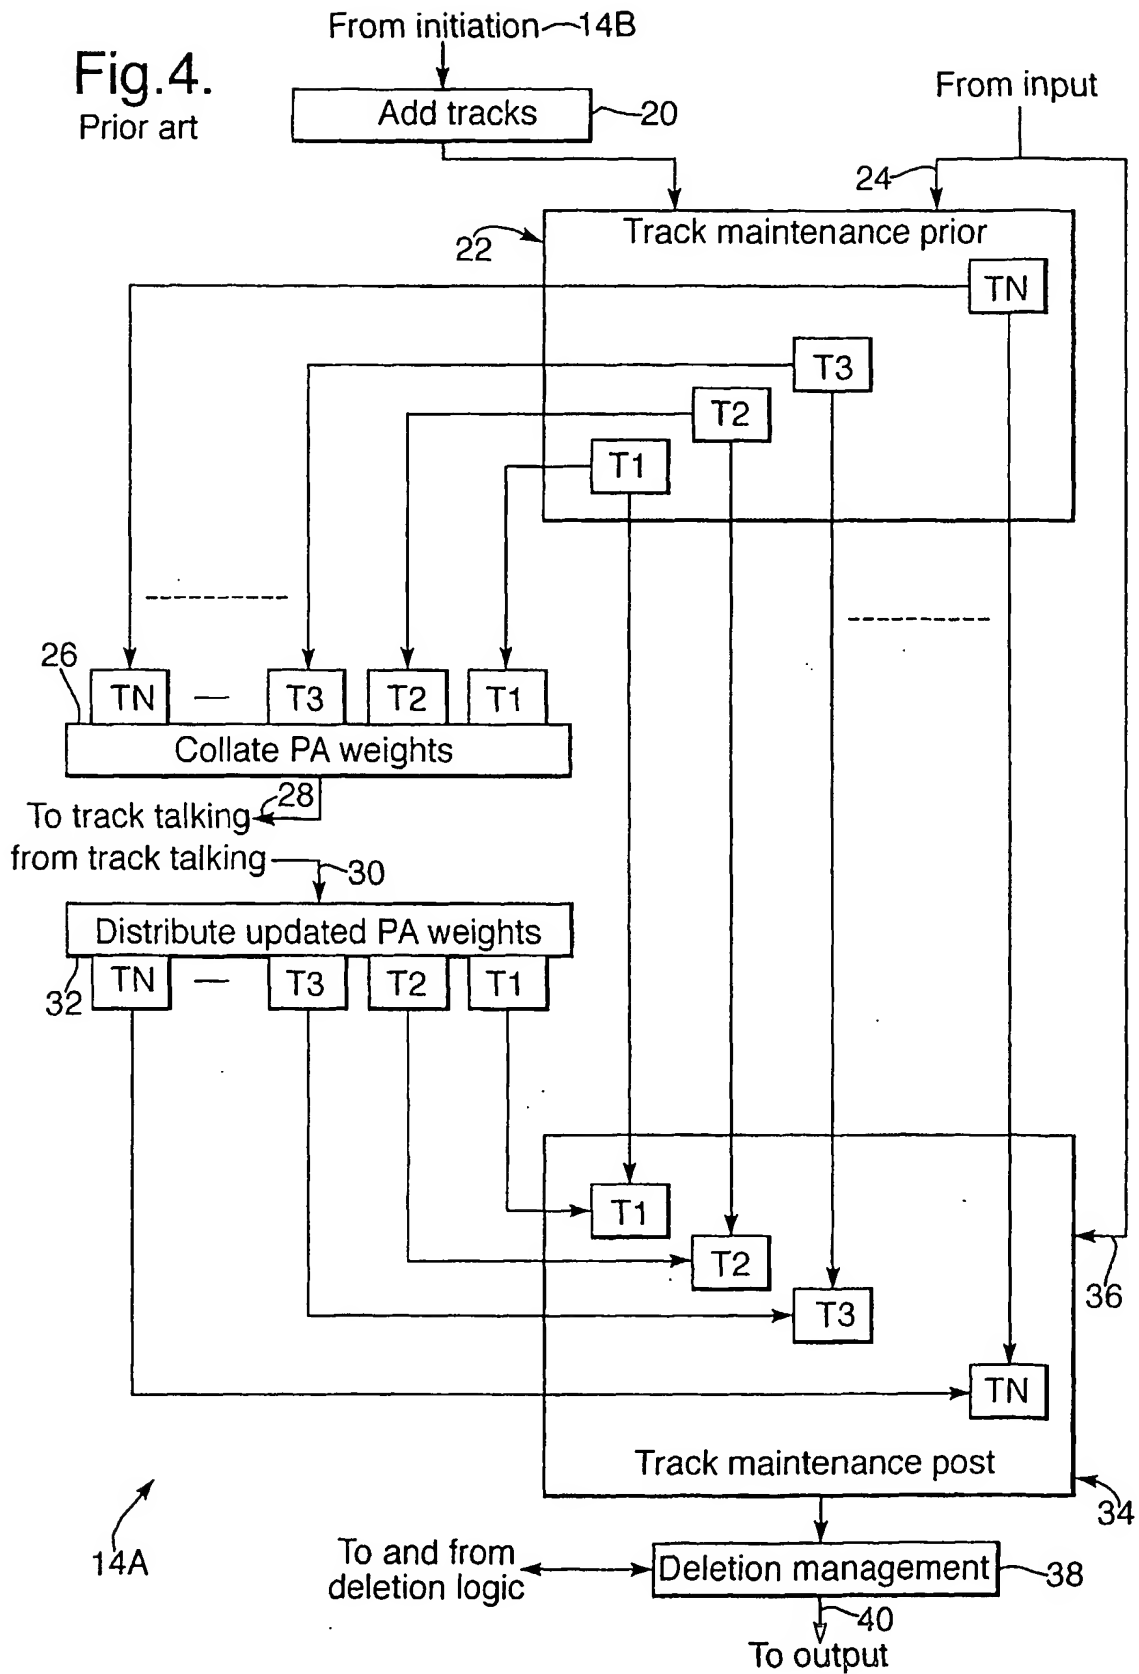 From initiation 14B
Fig.4.
Prior art
From input
Add tracks 20
24
22
Track maintenance prior
TN
T3
T2
T1
26
TN — T3 T2 T1
Collate PA weights
28
To track talking
from track talking
30
Distribute updated PA weights
32
TN — T3 T2 T1
T1
T2
T3
TN
36
Track maintenance post
34
14A
To and from
deletion logic
Deletion management 38
40
To output